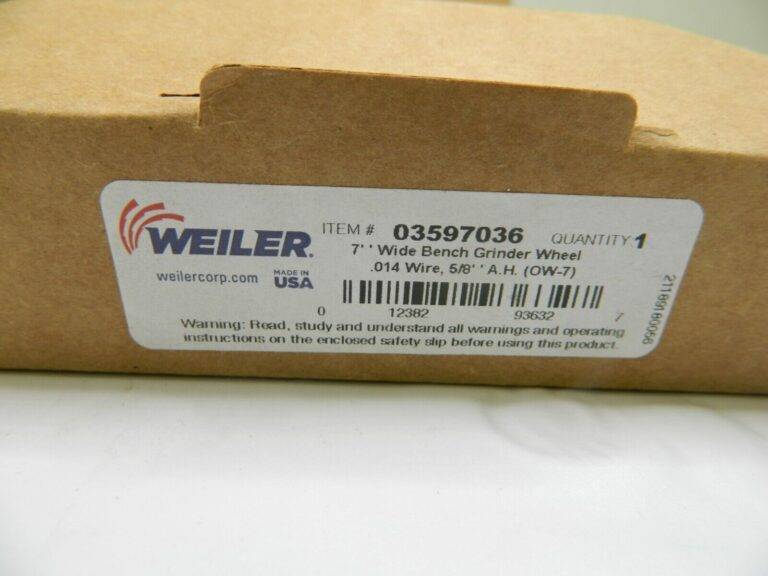 WEILER®
weilercorp.com
MADE IN
USA
ITEM # 03597036 QUANTITY 1
7'' Wide Bench Grinder Wheel
.014 Wire, 5/8'' A.H. (OW-7)
0 12382 93632 7
Warning: Read, study and understand all warnings and operating
instructions on the enclosed safety slip before using this product.